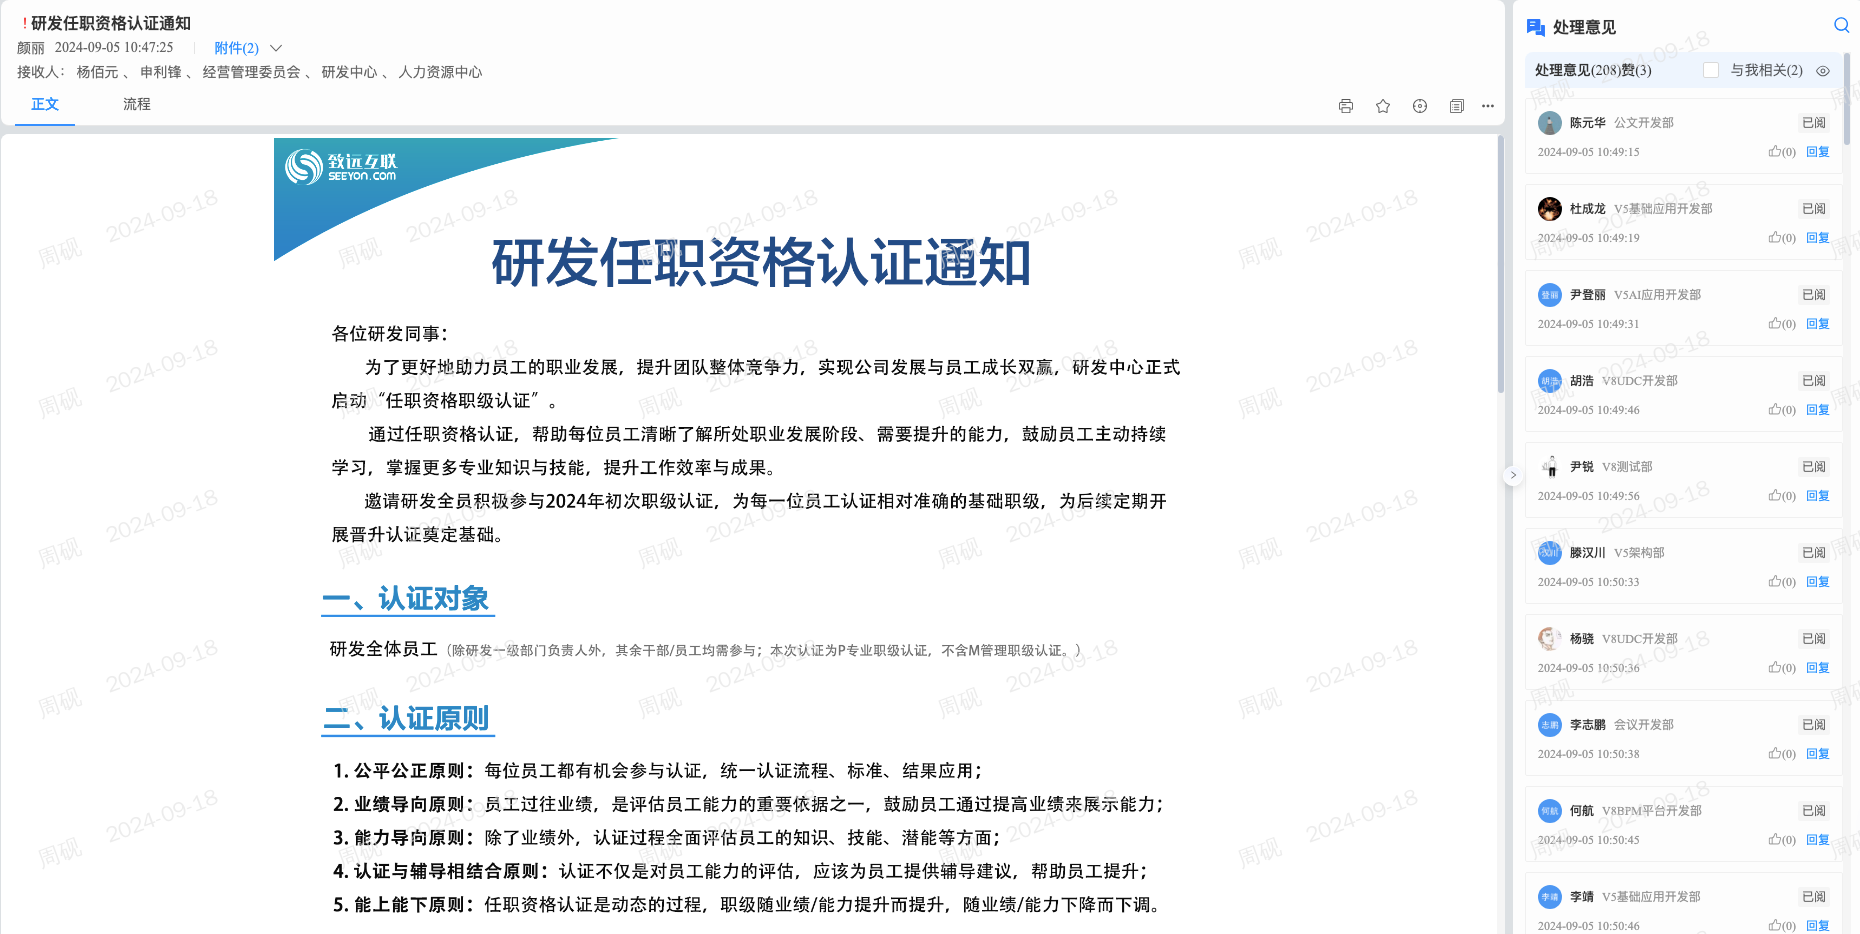 ！研发任职资格认证通知
颜丽 2024-09-05 10:47:25 附件(2)
接收人： 杨佰元 、 申利锋 、 经营管理委员会 、 研发中心 、 人力资源中心
正文 流程
致远互联
SEEYON.COM
研发任职资格认证通知
各位研发同事：
为了更好地助力员工的职业发展，提升团队整体竞争力，实现公司发展与员工成长双赢，研发中心正式
启动“任职资格职级认证”。
通过任职资格认证，帮助每位员工清晰了解所处职业发展阶段、需要提升的能力，鼓励员工主动持续
学习，掌握更多专业知识与技能，提升工作效率与成果。
邀请研发全员积极参与2024年初次职级认证，为每一位员工认证相对准确的基础职级，为后续定期开
展晋升认证奠定基础。
一、认证对象
研发全体员工（除研发一级部门负责人外，其余干部/员工均需参与；本次认证为P专业职级认证，不含M管理职级认证。）
二、认证原则
1. 公平公正原则：每位员工都有机会参与认证，统一认证流程、标准、结果应用；
2. 业绩导向原则：员工过往业绩，是评估员工能力的重要依据之一，鼓励员工通过提高业绩来展示能力；
3. 能力导向原则：除了业绩外，认证过程全面评估员工的知识、技能、潜能等方面；
4. 认证与辅导相结合原则：认证不仅是对员工能力的评估，应该为员工提供辅导建议，帮助员工提升；
5. 能上能下原则：任职资格认证是动态的过程，职级随业绩/能力提升而提升，随业绩/能力下降而下调。
处理意见
处理意见(208)赞(3) 与我相关(2)
陈元华 公文开发部 已阅
2024-09-05 10:49:15 (0) 回复
杜成龙 V5基础应用开发部 已阅
2024-09-05 10:49:19 (0) 回复
登丽 尹登丽 V5AI应用开发部 已阅
2024-09-05 10:49:31 (0) 回复
胡浩 胡浩 V8UDC开发部 已阅
2024-09-05 10:49:46 (0) 回复
尹锐 V8测试部 已阅
2024-09-05 10:49:56 (0) 回复
汉川 滕汉川 V5架构部 已阅
2024-09-05 10:50:33 (0) 回复
杨骁 V8UDC开发部 已阅
2024-09-05 10:50:36 (0) 回复
志鹏 李志鹏 会议开发部 已阅
2024-09-05 10:50:38 (0) 回复
何航 何航 V8BPM平台开发部 已阅
2024-09-05 10:50:45 (0) 回复
李靖 李靖 V5基础应用开发部 已阅
2024-09-05 10:50:46 (0) 回复
周砚 2024-09-18